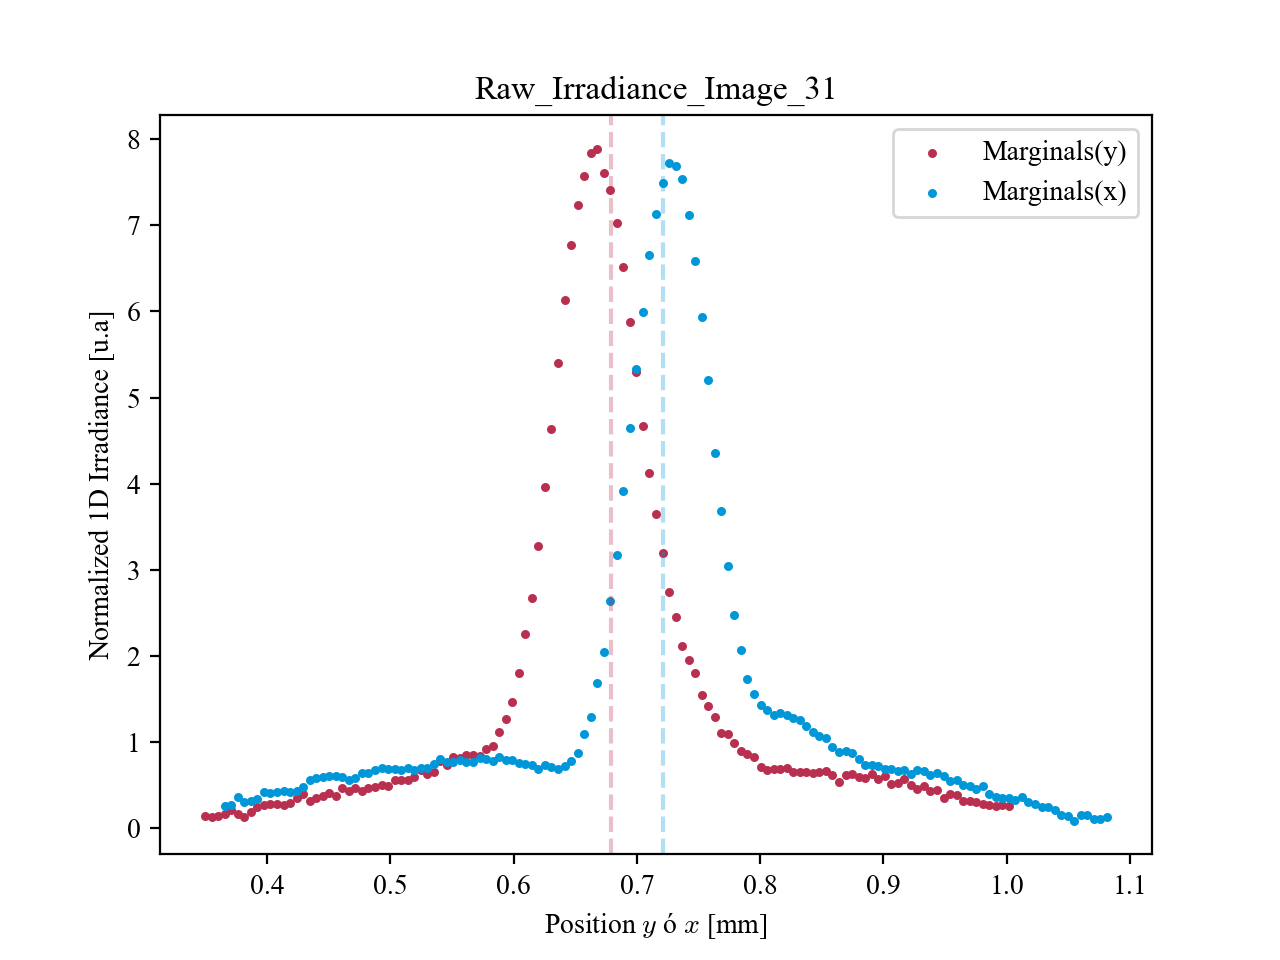 Raw_Irradiance_Image_31
Marginals(y)
Marginals(x)
Normalized 1D Irradiance [u.a]
8
7
6
5
4
3
2
1
0
0.4 0.5 0.6 0.7 0.8 0.9 1.0 1.1
Position y ó x [mm]